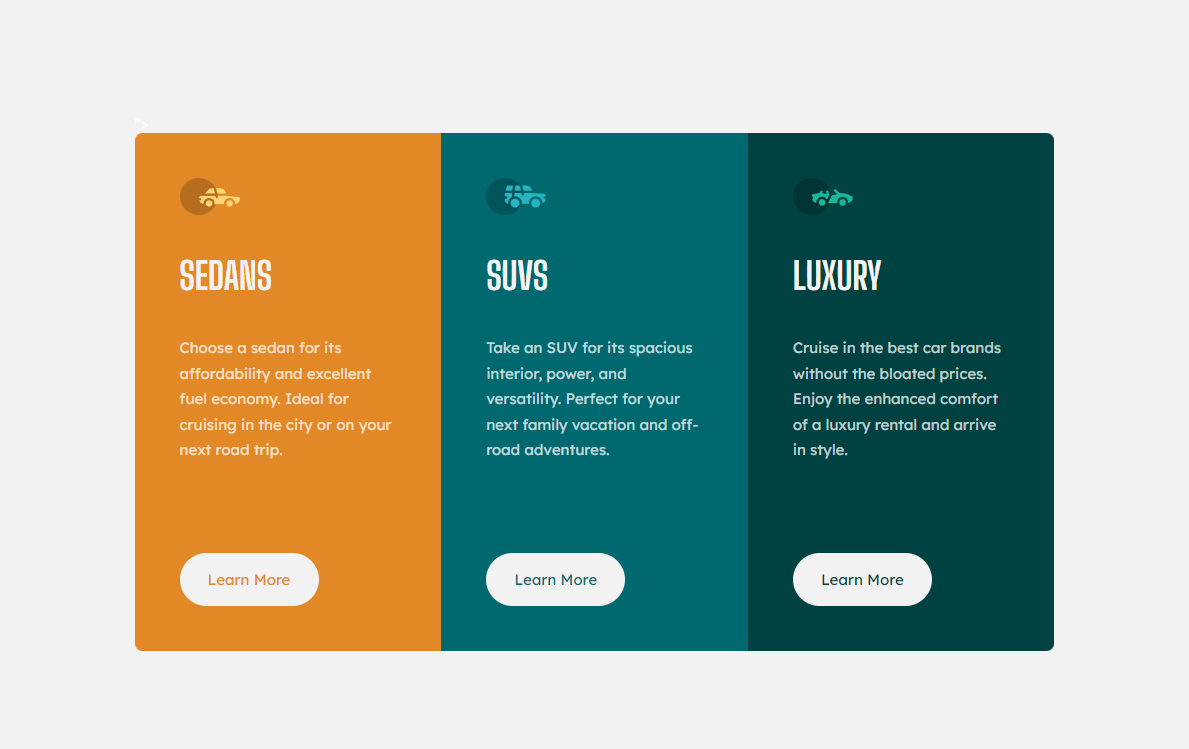 ">
SEDANS
Choose a sedan for its
affordability and excellent
fuel economy. Ideal for
cruising in the city or on your
next road trip.
Learn More
SUVS
Take an SUV for its spacious
interior, power, and
versatility. Perfect for your
next family vacation and off-
road adventures.
Learn More
LUXURY
Cruise in the best car brands
without the bloated prices.
Enjoy the enhanced comfort
of a luxury rental and arrive
in style.
Learn More